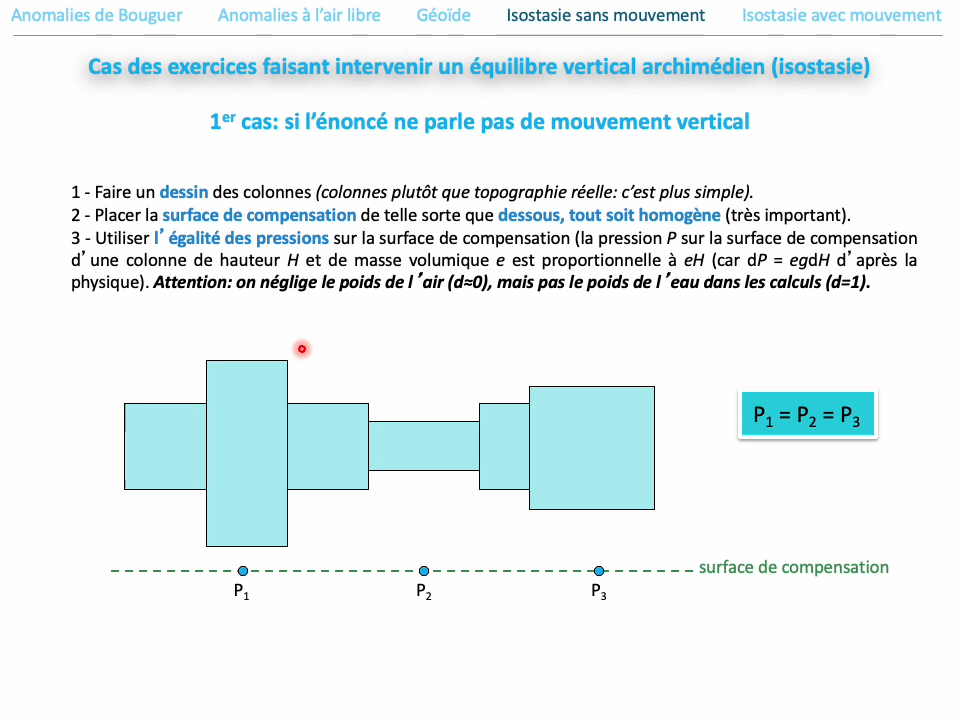 Anomalies de Bouguer Anomalies à l’air libre Géoïde Isostasie sans mouvement Isostasie avec mouvement
Cas des exercices faisant intervenir un équilibre vertical archimédien (isostasie)
1er cas: si l’énoncé ne parle pas de mouvement vertical
1 - Faire un dessin des colonnes (colonnes plutôt que topographie réelle: c’est plus simple).
2 - Placer la surface de compensation de telle sorte que dessous, tout soit homogène (très important).
3 - Utiliser l’égalité des pressions sur la surface de compensation (la pression P sur la surface de compensation
d’une colonne de hauteur H et de masse volumique e est proportionnelle à eH (car dP = egdH d’après la
physique). Attention: on néglige le poids de l’air (d≈0), mais pas le poids de l’eau dans les calculs (d=1).
P1 = P2 = P3
surface de compensation
P1 P2 P3